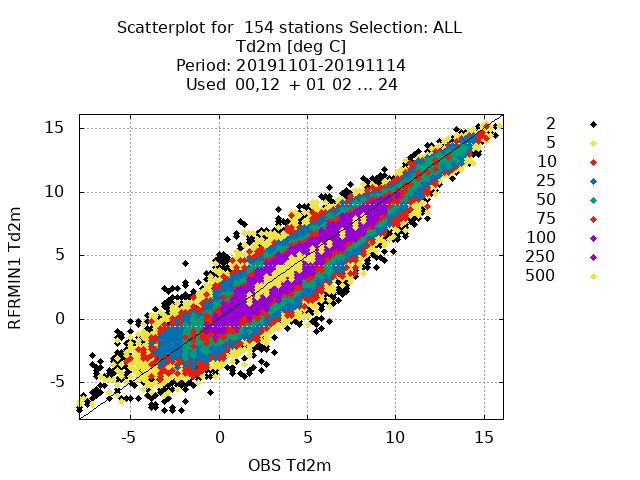 Scatterplot for  154 stations Selection: ALL
Td2m [deg C]
Period: 20191101-20191114
Used  00,12  + 01 02 ... 24
RFRMIN1 Td2m
15
10
5
0
-5
-5 0 5 10 15
OBS Td2m
2
5
10
25
50
75
100
250
500